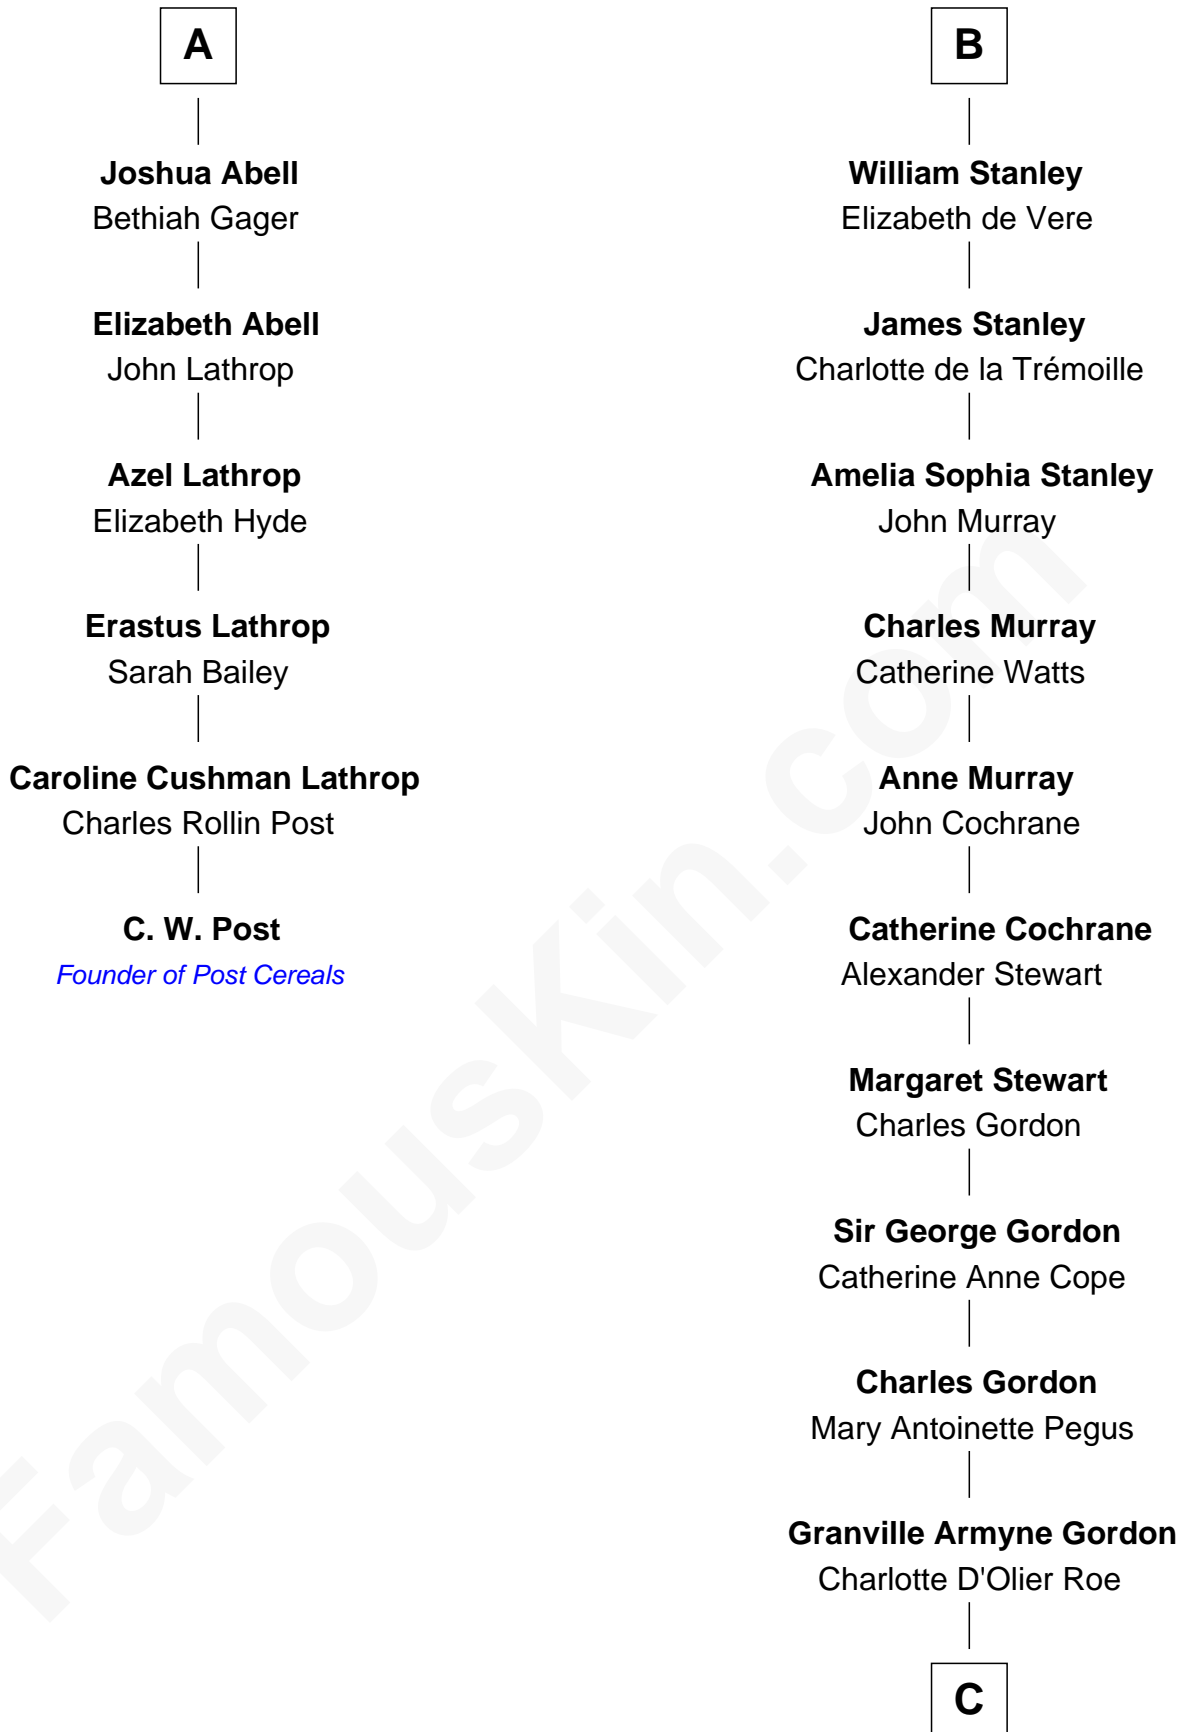 A
Joshua Abell
Bethiah Gager
Elizabeth Abell
John Lathrop
Azel Lathrop
Elizabeth Hyde
Erastus Lathrop
Sarah Bailey
Caroline Cushman Lathrop
Charles Rollin Post
C. W. Post
Founder of Post Cereals
B
William Stanley
Elizabeth de Vere
James Stanley
Charlotte de la Trémoille
Amelia Sophia Stanley
John Murray
Charles Murray
Catherine Watts
Anne Murray
John Cochrane
Catherine Cochrane
Alexander Stewart
Margaret Stewart
Charles Gordon
Sir George Gordon
Catherine Anne Cope
Charles Gordon
Mary Antoinette Pegus
Granville Armyne Gordon
Charlotte D'Olier Roe
C
FamousKin.com